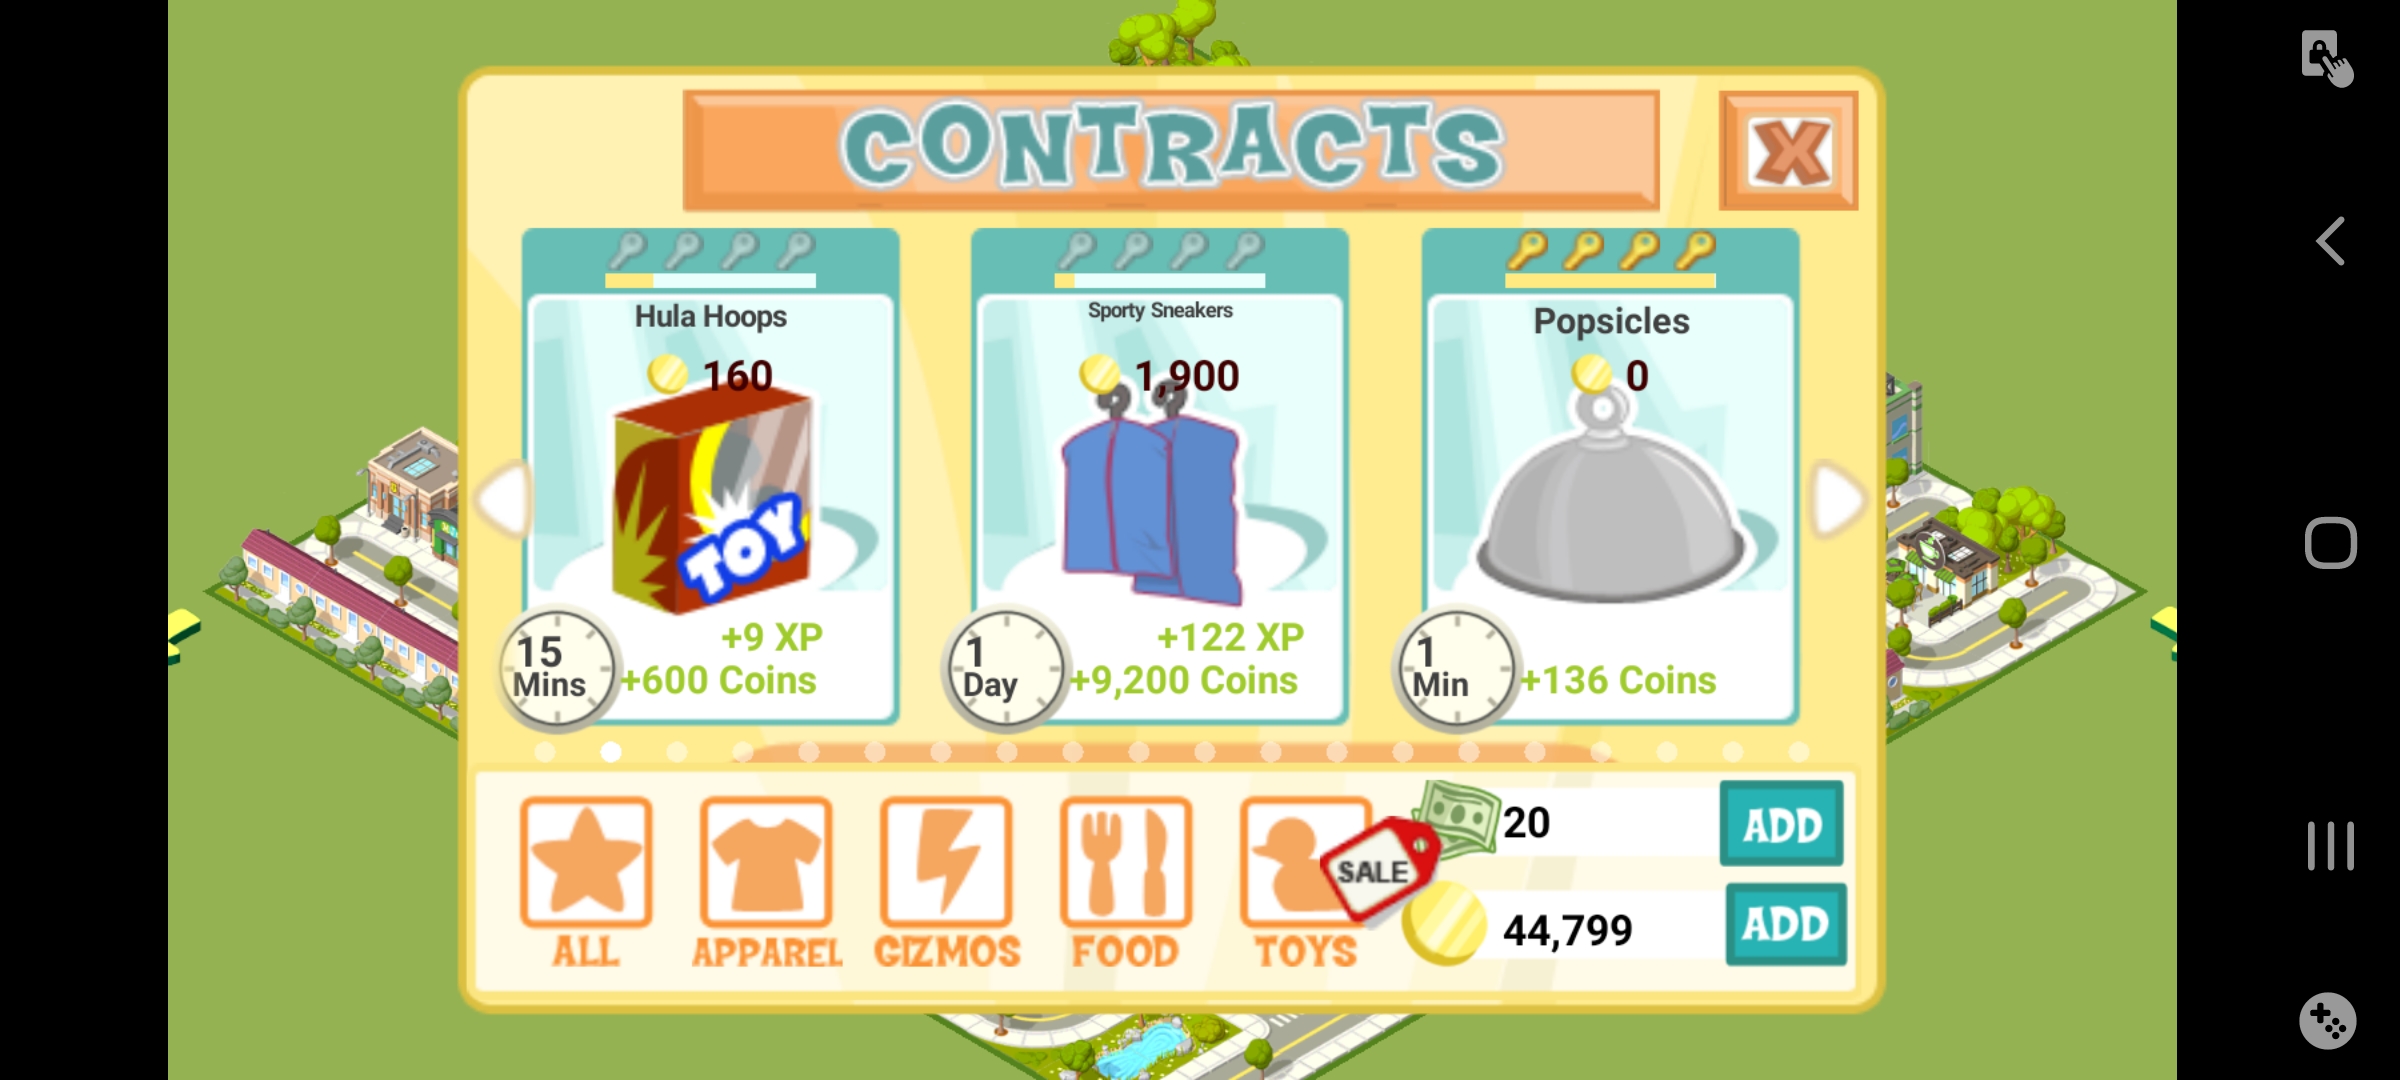 CONTRACTS
X
Hula Hoops
160
TOY
15
Mins
+9 XP
+600 Coins
Sporty Sneakers
1,900
1
Day
+122 XP
+9,200 Coins
Popsicles
0
1
Min
+136 Coins
ALL
APPAREL
GIZMOS
FOOD
TOYS
SALE
20
ADD
44,799
ADD